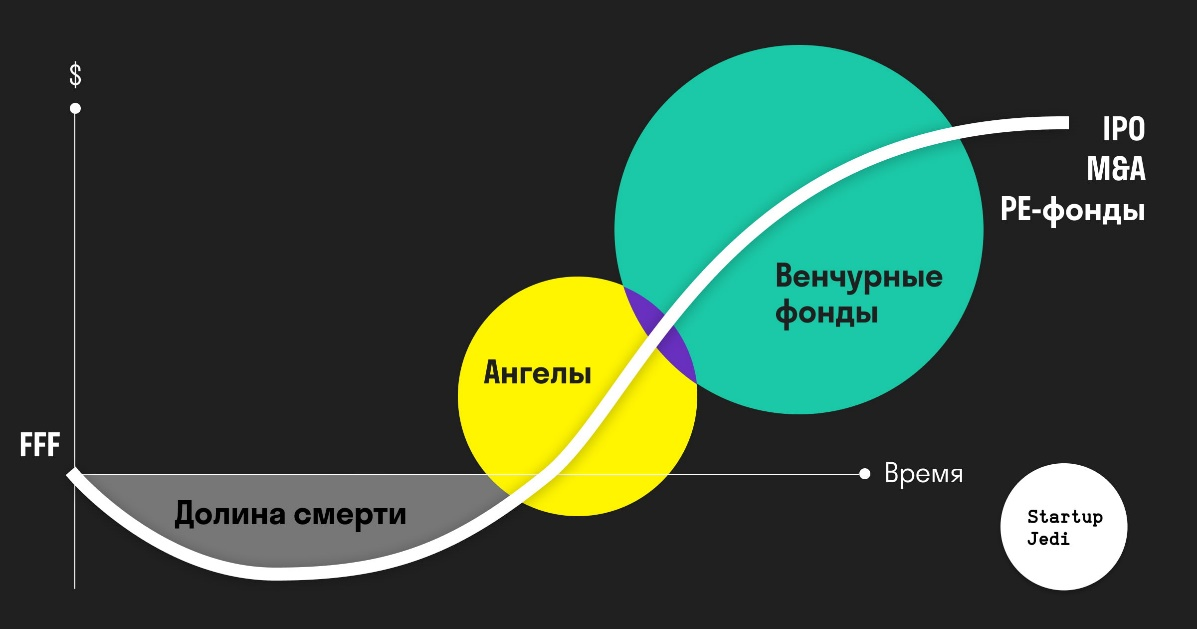 $
IPO
M&A
PE-фонды
Венчурные
фонды
Ангелы
FFF
Время
Долина смерти
Startup
Jedi